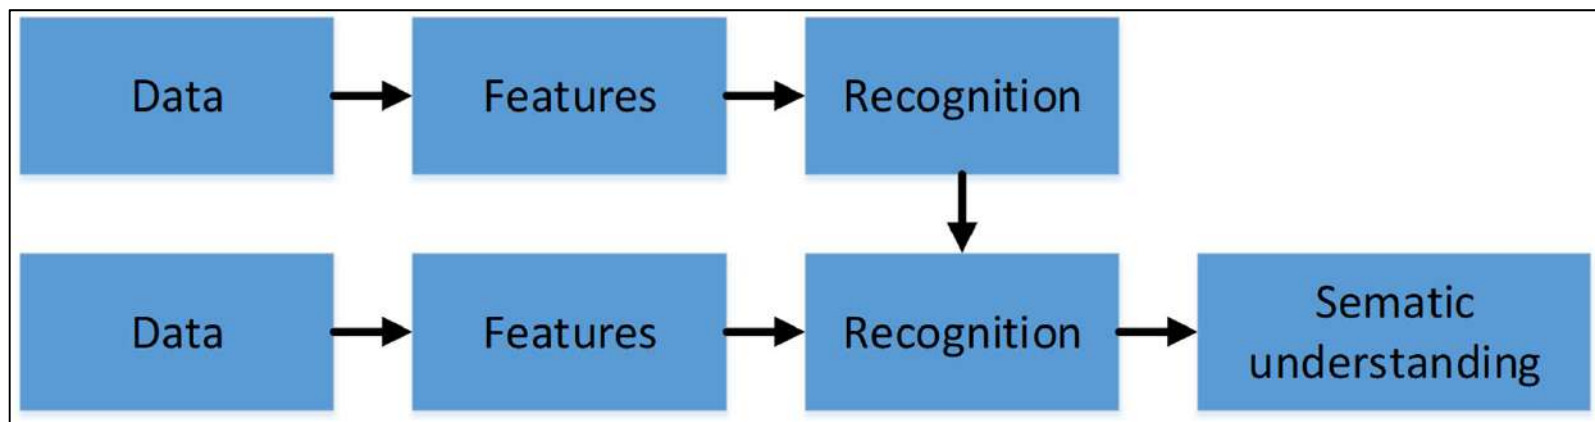 Data
Features
Recognition
Data
Features
Recognition
Sematic
understanding